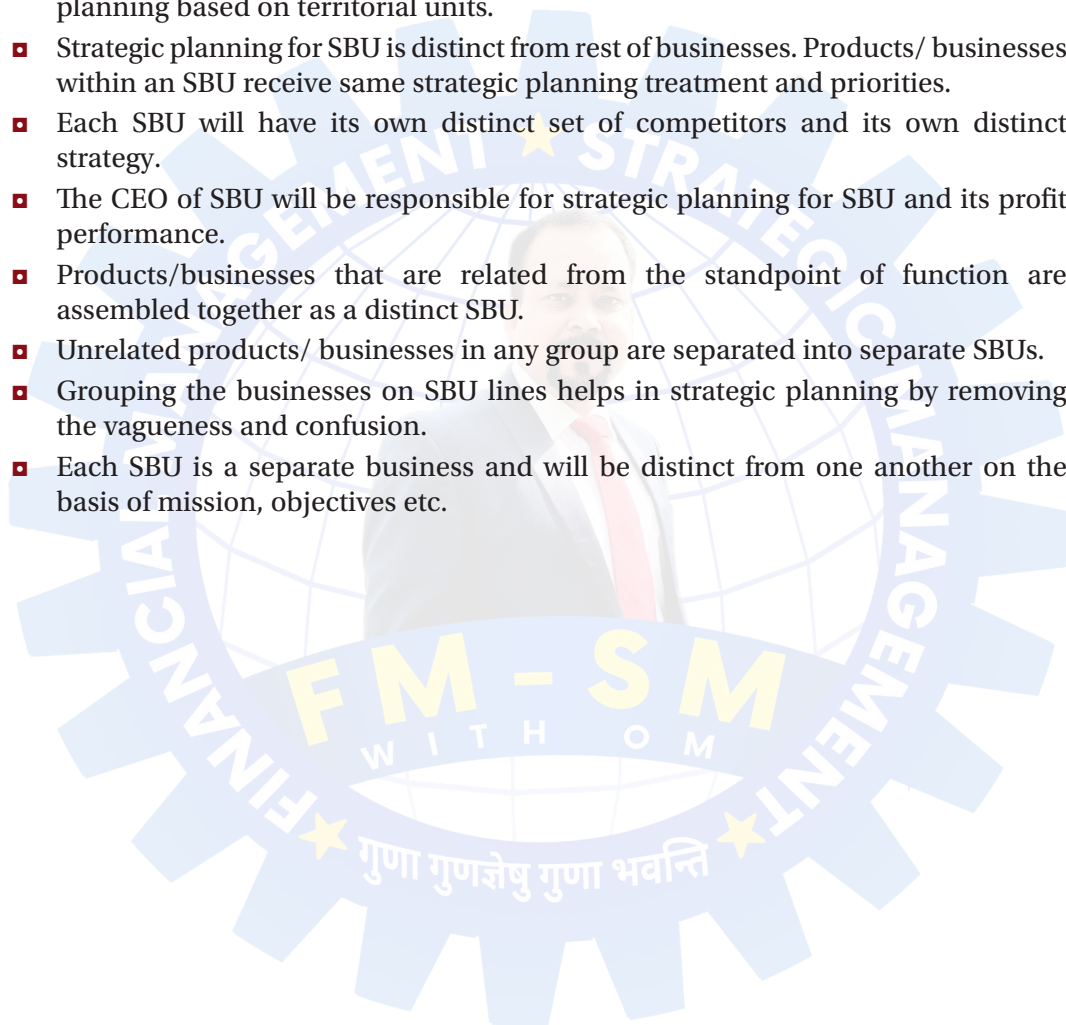 planning based on territorial units.
Strategic planning for SBU is distinct from rest of businesses. Products/ businesses
within an SBU receive same strategic planning treatment and priorities.
Each SBU will have its own distinct set of competitors and its own distinct
strategy.
The CEO of SBU will be responsible for strategic planning for SBU and its profit
performance.
Products/businesses that are related from the standpoint of function are
assembled together as a distinct SBU.
Unrelated products/ businesses in any group are separated into separate SBUs.
Grouping the businesses on SBU lines helps in strategic planning by removing
the vagueness and confusion.
Each SBU is a separate business and will be distinct from one another on the
basis of mission, objectives etc.
FINANCIAL MANAGEMENT
STRATEGIC MANAGEMENT
FM-SM
WITH OM
गुणा गुणज्ञेषु गुणा भवन्ति